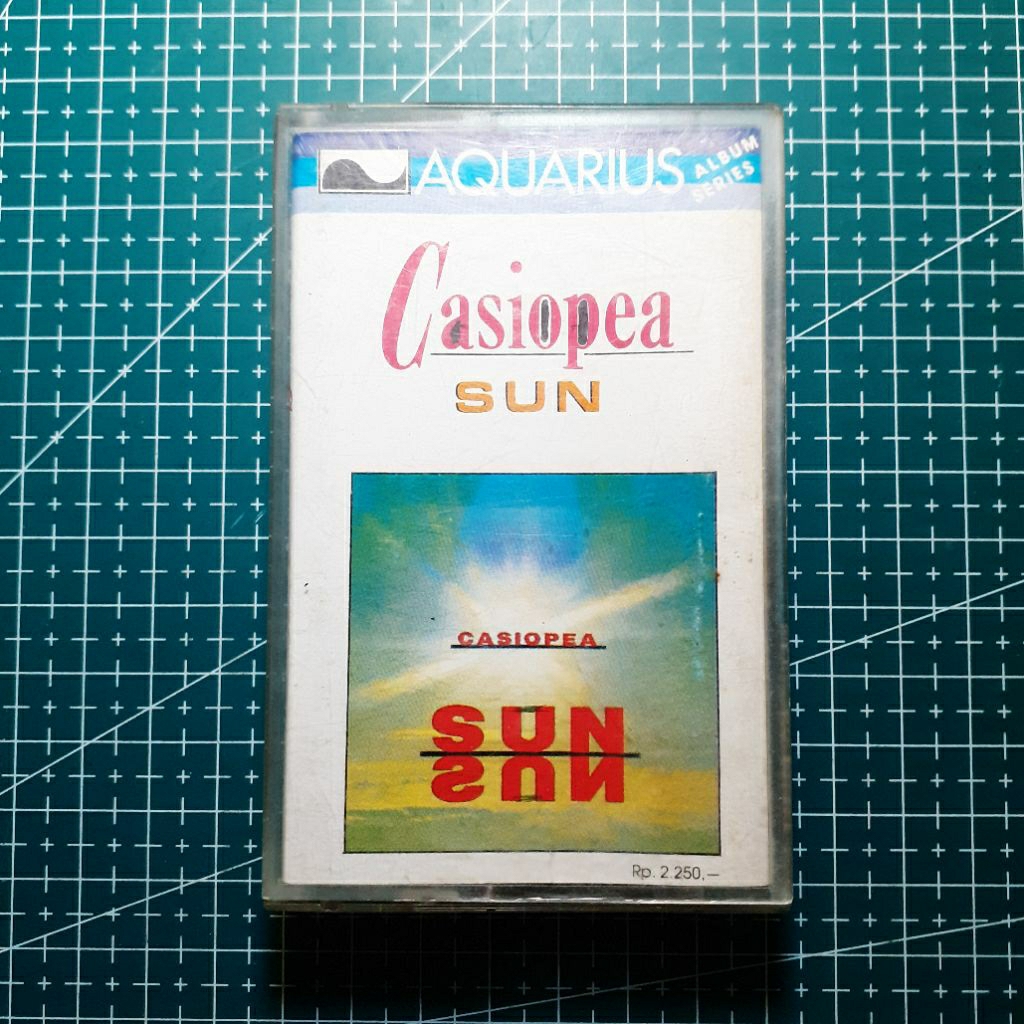 AQUARIUS
ALBUM
SERIES
Casiopea
SUN
CASIOPEA
SUN
SUN
Rp. 2.250,—